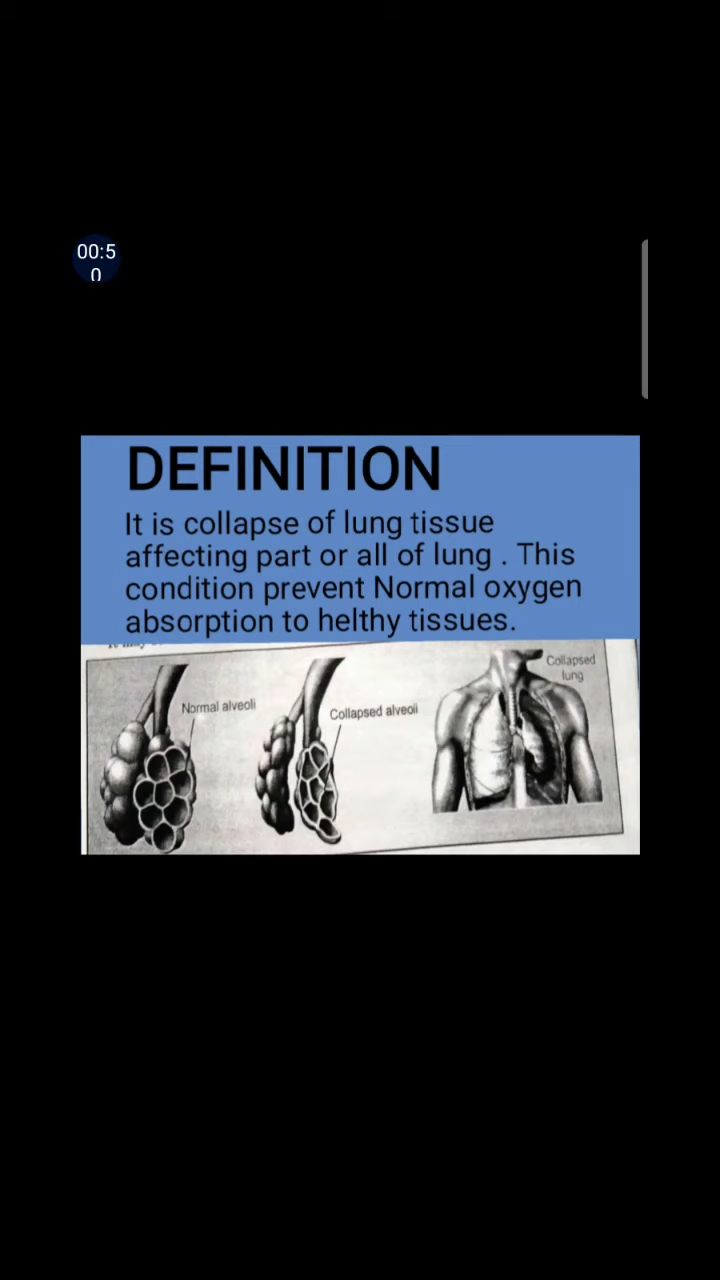 00:5
0
DEFINITION
It is collapse of lung tissue
affecting part or all of lung . This
condition prevent Normal oxygen
absorption to helthy tissues.
Normal alveoli
Collapsed alveoli
Collapsed
lung